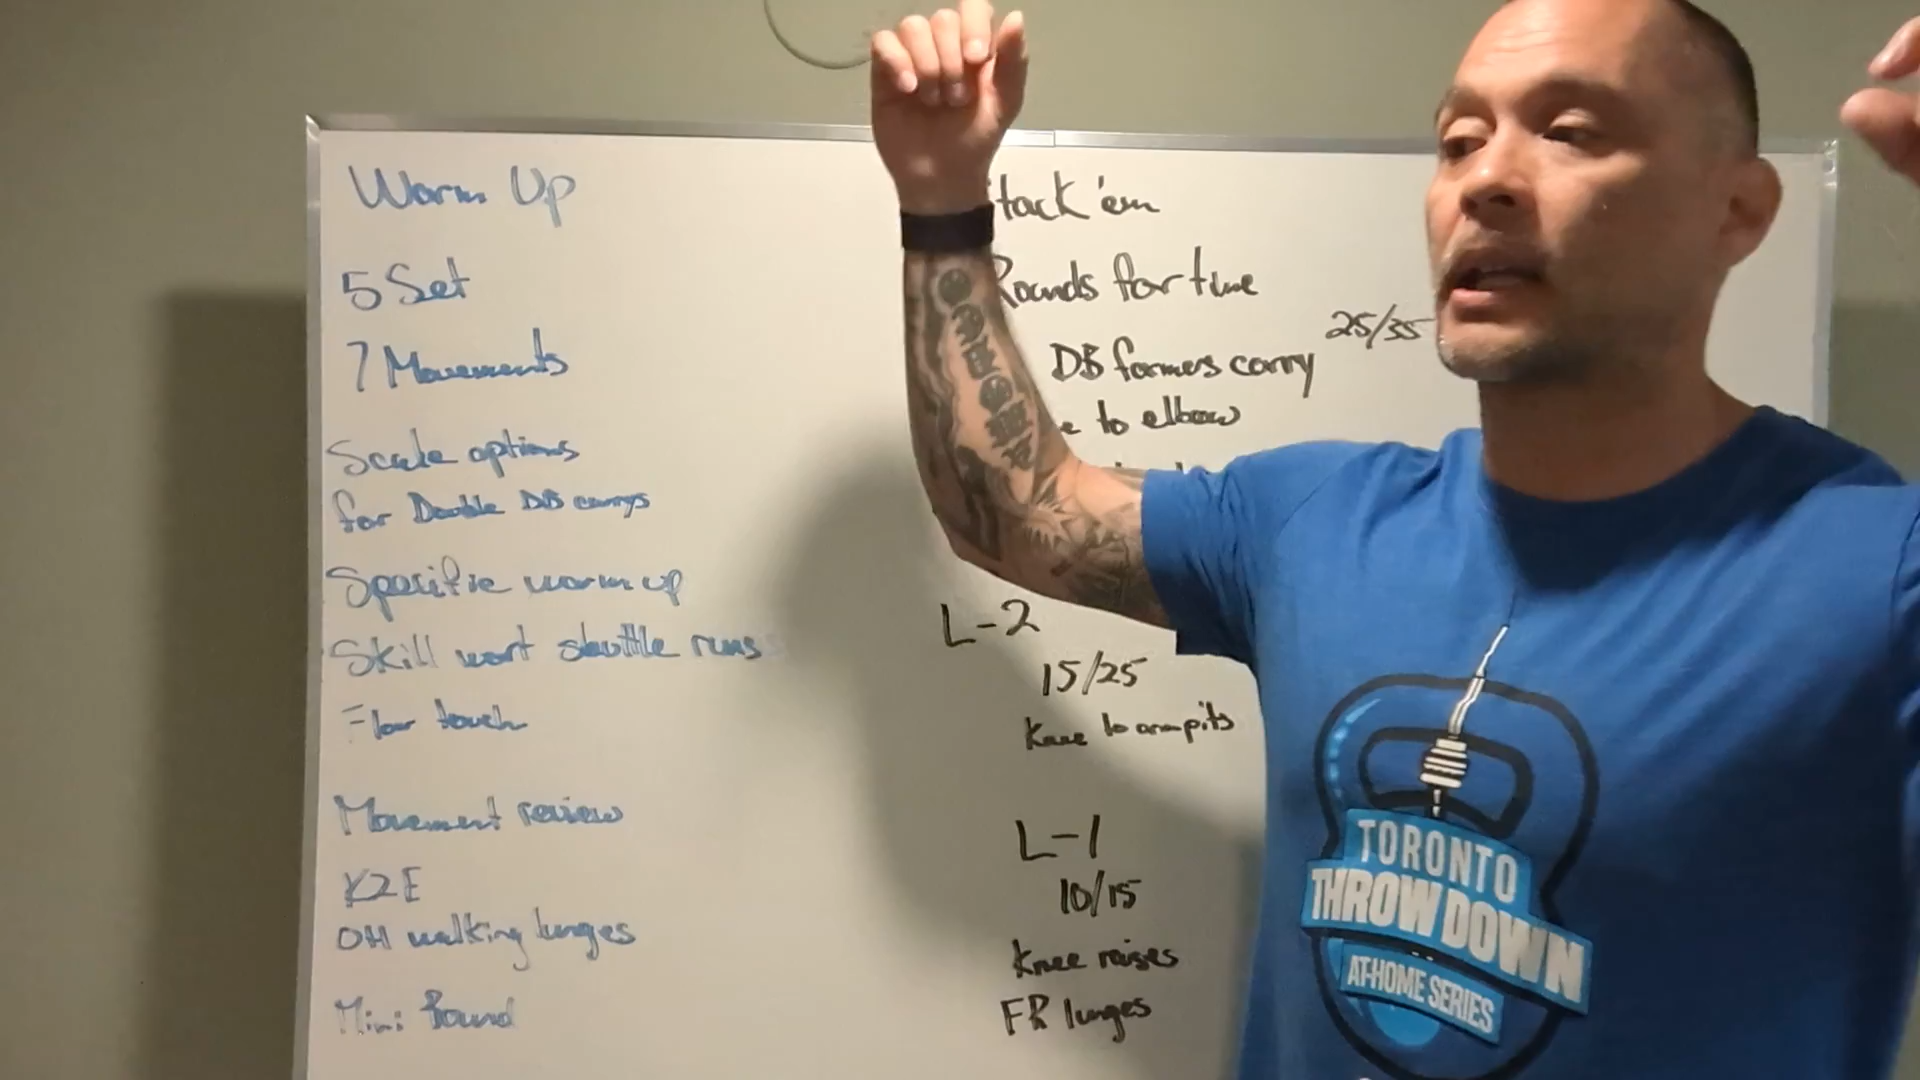 Warm Up
5 Set
7 Movements
Scale options
for Double DB carrys
Specific warm up
Skill work shuttle runs
Floor touch
Movement review
K2E
OH walking lunges
Mini Round
tack 'em
Rounds for time
25/35
DB farmers carry
to elbow
L-2
15/25
Knee to armpits
L-1
10/15
Knee raises
FR lunges
TORONTO
THROWDOWN
AT-HOME SERIES